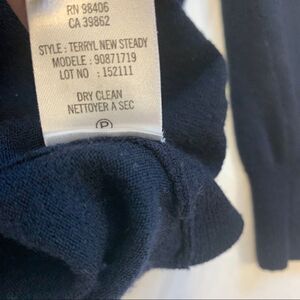 RN 98406
CA 39862
STYLE : TERRYL NEW STEADY
MODELE : 90871719
LOT NO : 152111
DRY CLEAN
NETTOYER A SEC
P